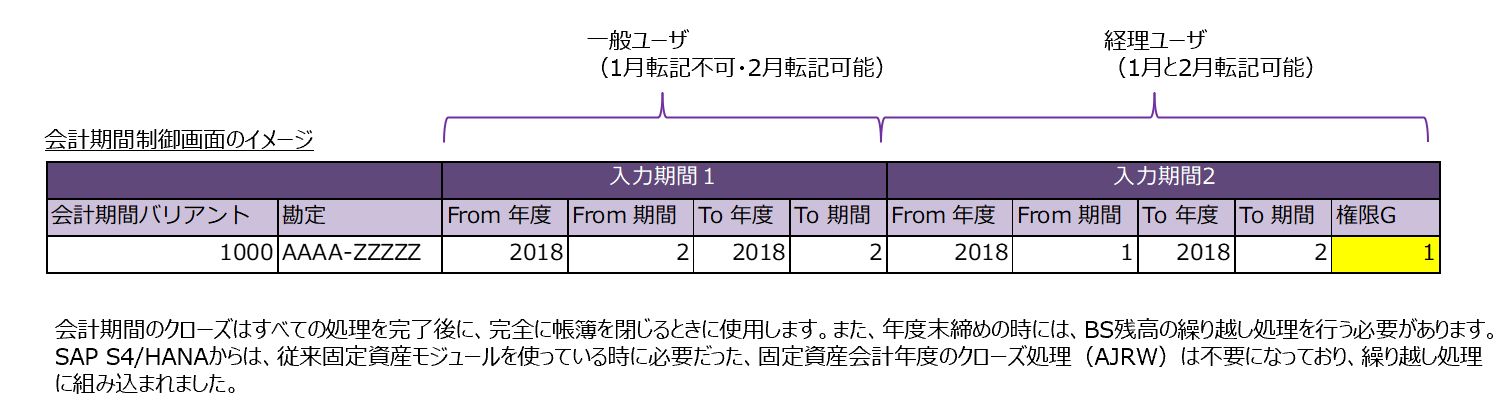 一般ユーザ
（1月転記不可・2月転記可能）
経理ユーザ
（1月と2月転記可能）
会計期間制御画面のイメージ
入力期間１ 入力期間2
会計期間バリアント 勘定 From 年度 From 期間 To 年度 To 期間 From 年度 From 期間 To 年度 To 期間 権限G
1000 AAAA-ZZZZZ 2018 2 2018 2 2018 1 2018 2 1
会計期間のクローズはすべての処理を完了後に、完全に帳簿を閉じるときに使用します。また、年度末締めの時には、BS残高の繰り越し処理を行う必要があります。
SAP S4/HANAからは、従来固定資産モジュールを使っている時に必要だった、固定資産会計年度のクローズ処理（AJRW）は不要になっており、繰り越し処理
に組み込まれました。